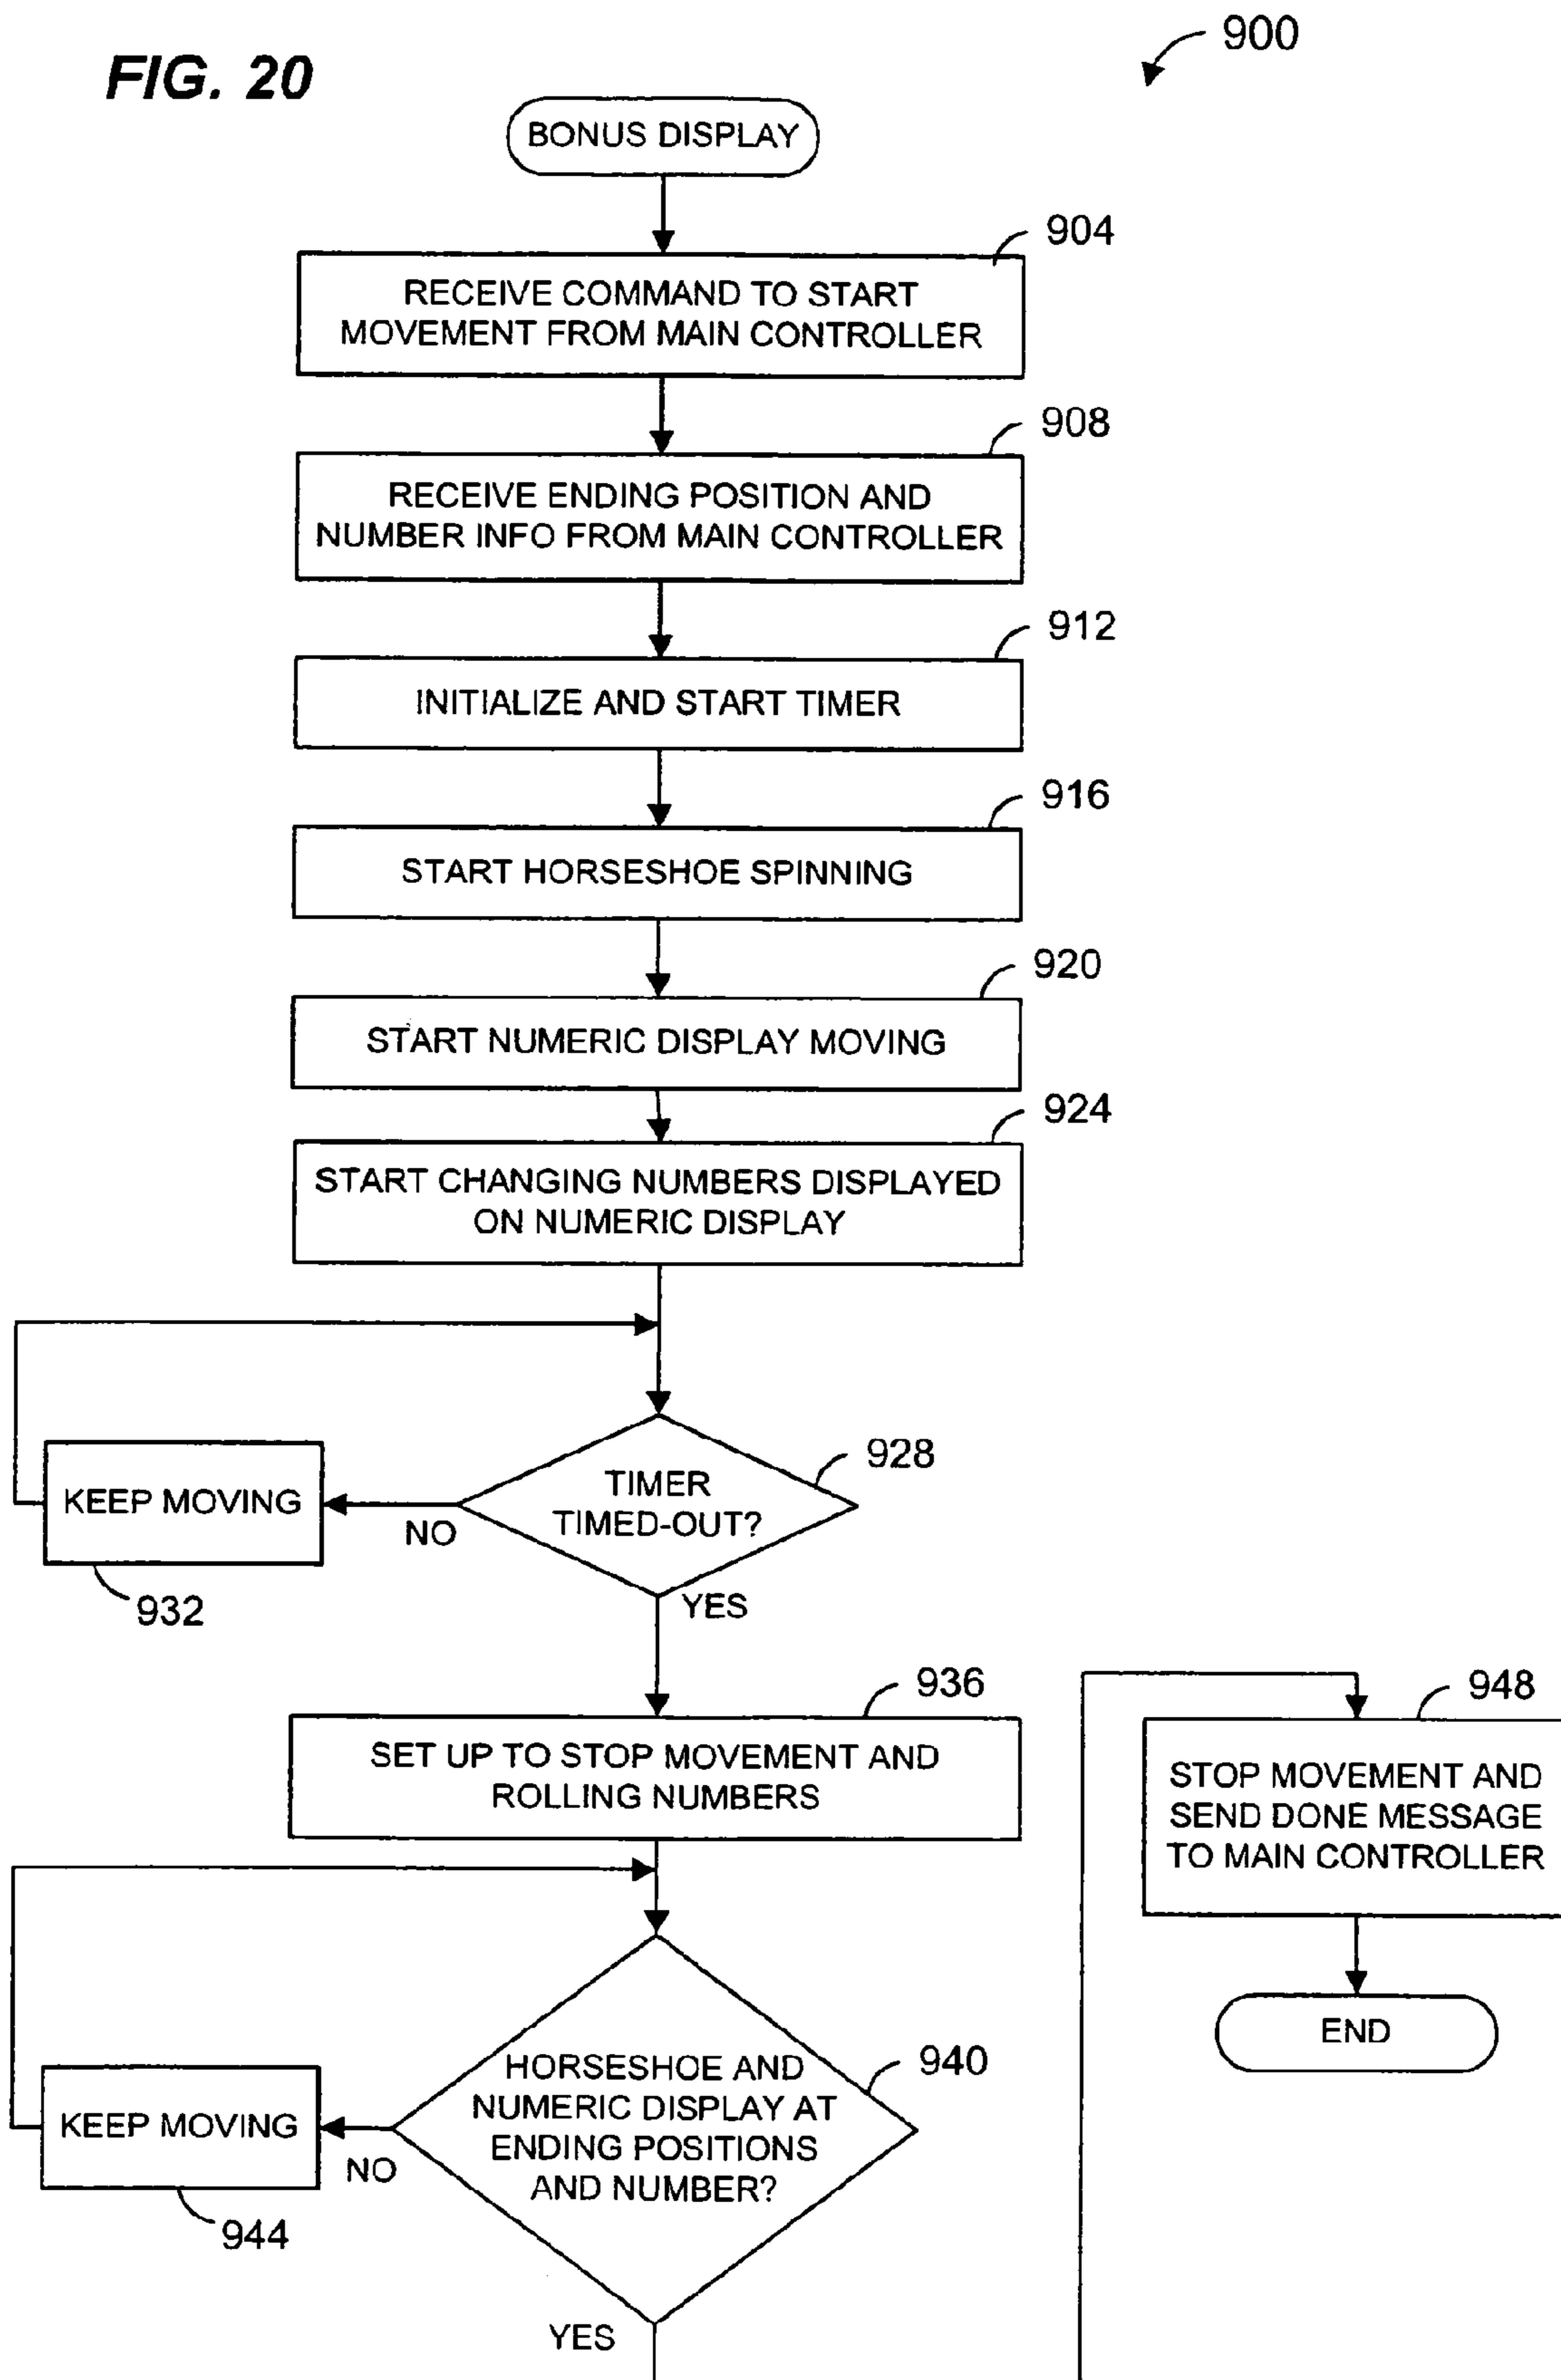 FIG. 20
900
BONUS DISPLAY
904
RECEIVE COMMAND TO START
MOVEMENT FROM MAIN CONTROLLER
908
RECEIVE ENDING POSITION AND
NUMBER INFO FROM MAIN CONTROLLER
912
INITIALIZE AND START TIMER
916
START HORSESHOE SPINNING
920
START NUMERIC DISPLAY MOVING
924
START CHANGING NUMBERS DISPLAYED
ON NUMERIC DISPLAY
928
TIMER
TIMED-OUT?
NO
KEEP MOVING
932
YES
936
SET UP TO STOP MOVEMENT AND
ROLLING NUMBERS
940
HORSESHOE AND
NUMERIC DISPLAY AT
ENDING POSITIONS
AND NUMBER?
NO
KEEP MOVING
944
YES
948
STOP MOVEMENT AND
SEND DONE MESSAGE
TO MAIN CONTROLLER
END